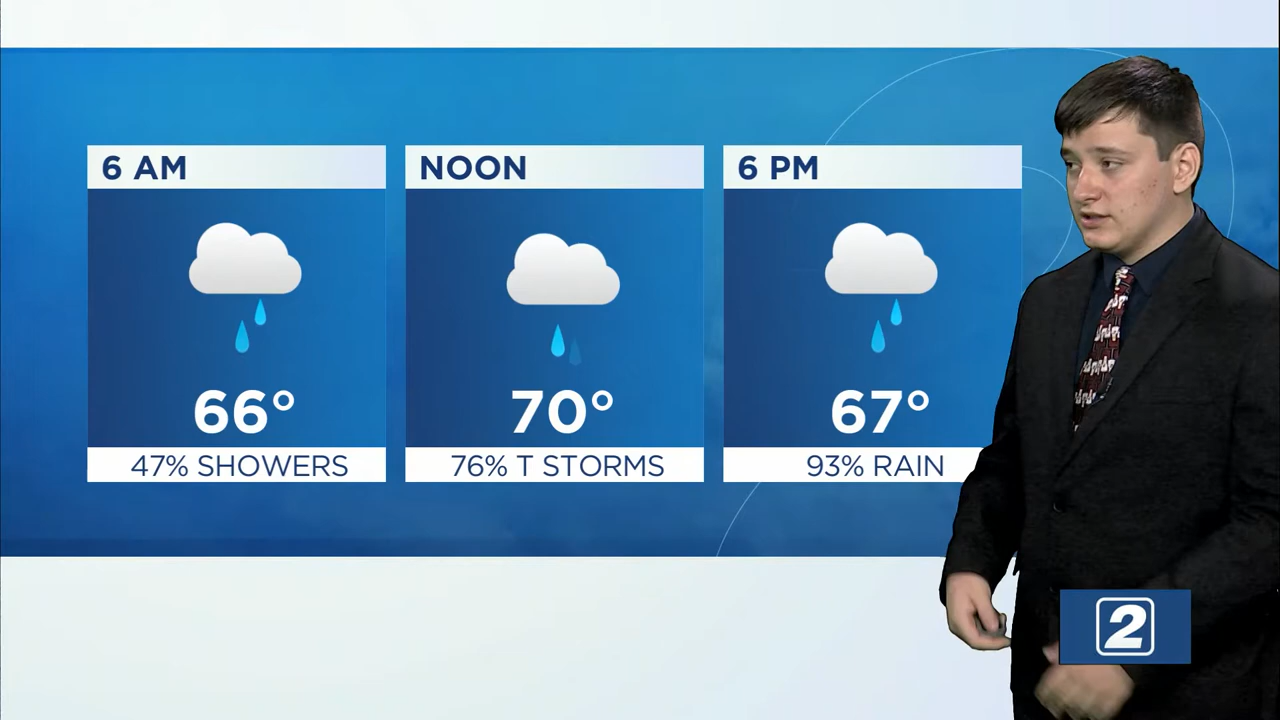 6 AM
NOON
6 PM
66°
70°
67°
47% SHOWERS
76% T STORMS
93% RAIN
2